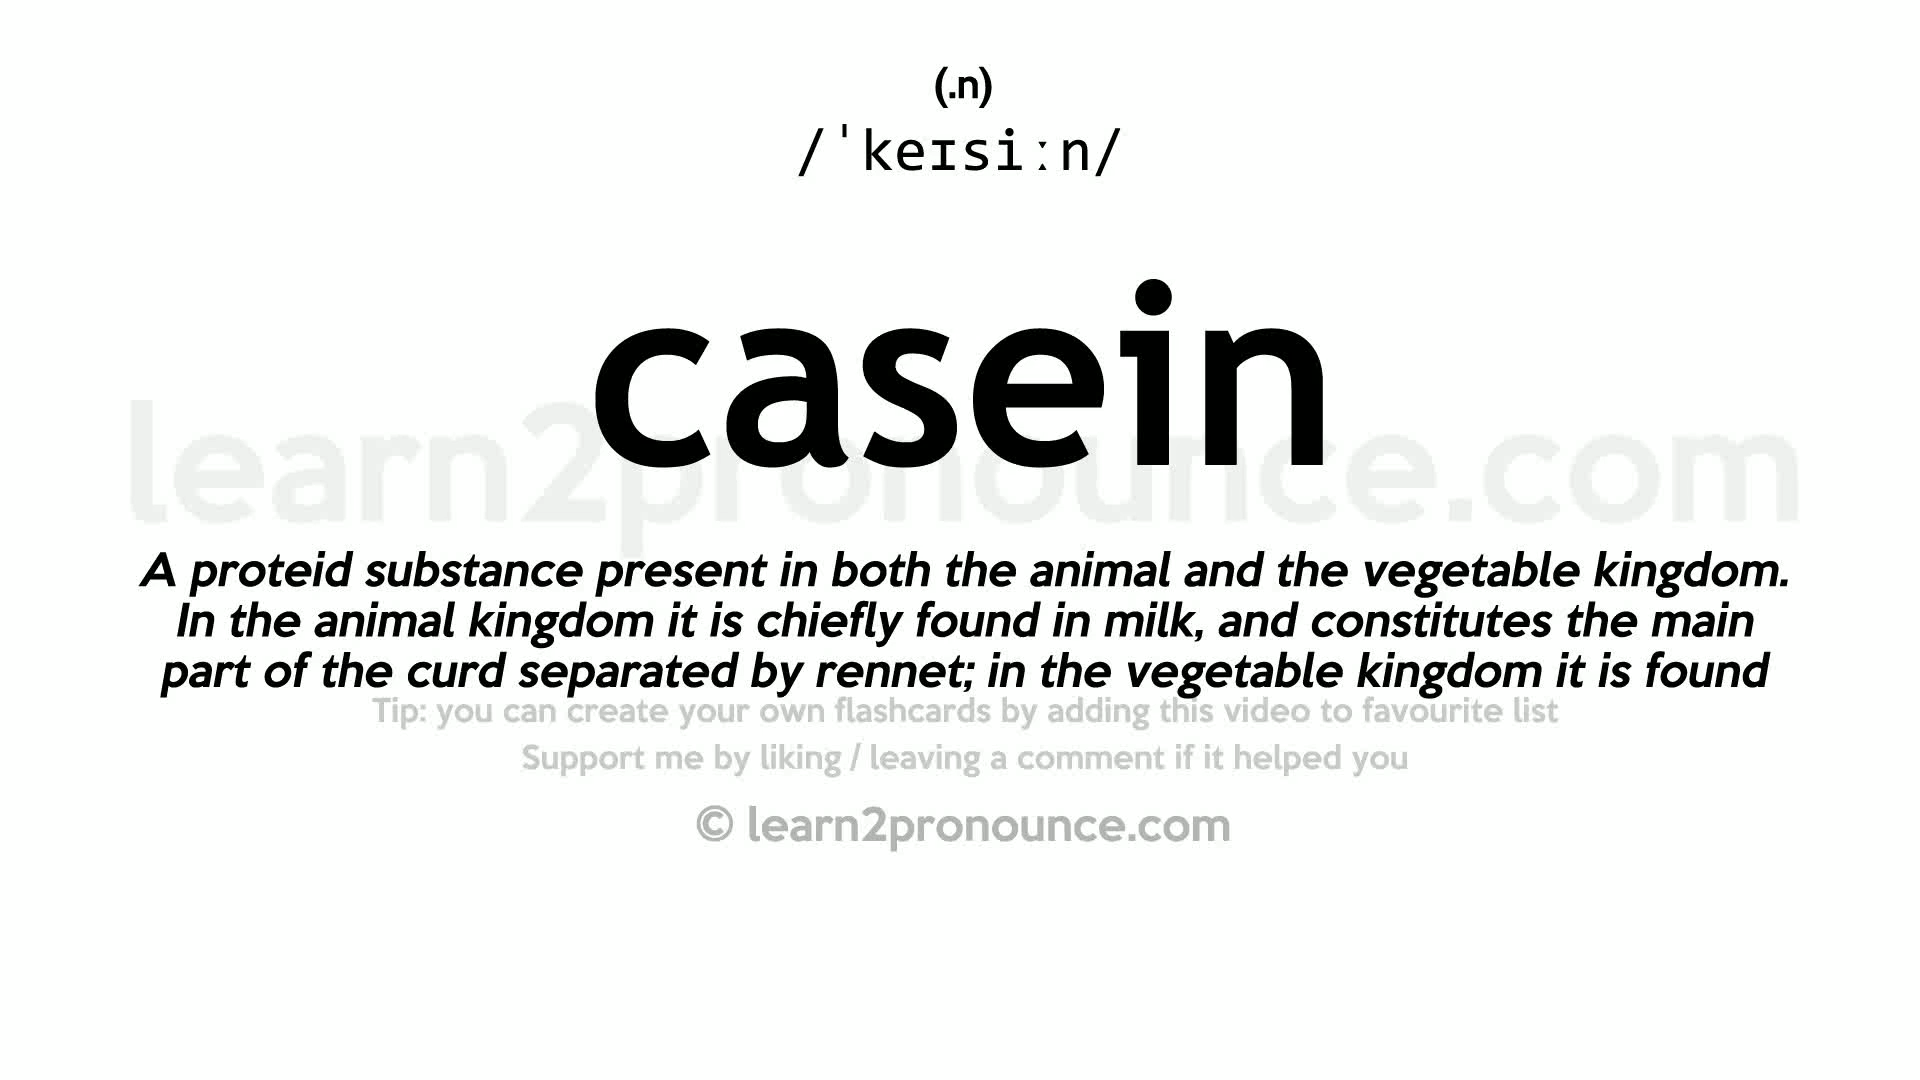 (.n)
/ˈkeɪsiːn/
casein
learn2pronounce.com
A proteid substance present in both the animal and the vegetable kingdom.
In the animal kingdom it is chiefly found in milk, and constitutes the main
part of the curd separated by rennet; in the vegetable kingdom it is found
Tip: you can create your own flashcards by adding this video to favourite list
Support me by liking / leaving a comment if it helped you
© learn2pronounce.com